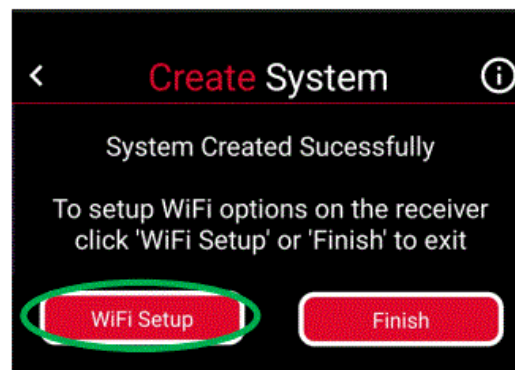 Create System
System Created Sucessfully
To setup WiFi options on the receiver
click 'WiFi Setup' or 'Finish' to exit
WiFi Setup
Finish